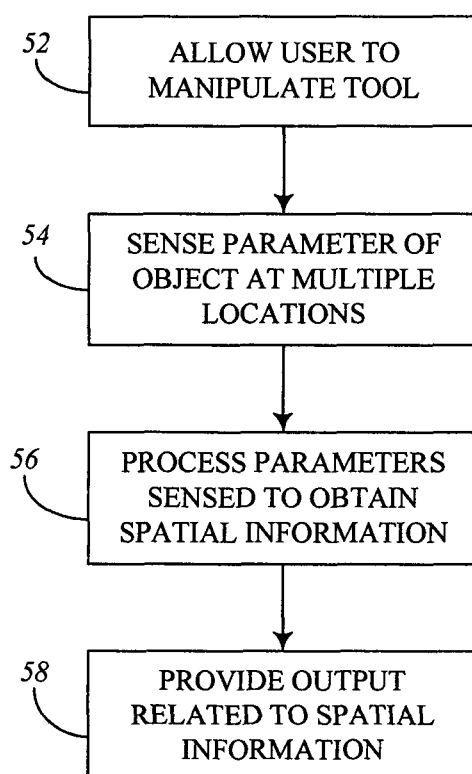 52
ALLOW USER TO
MANIPULATE TOOL
54
SENSE PARAMETER OF
OBJECT AT MULTIPLE
LOCATIONS
56
PROCESS PARAMETERS
SENSED TO OBTAIN
SPATIAL INFORMATION
58
PROVIDE OUTPUT
RELATED TO SPATIAL
INFORMATION